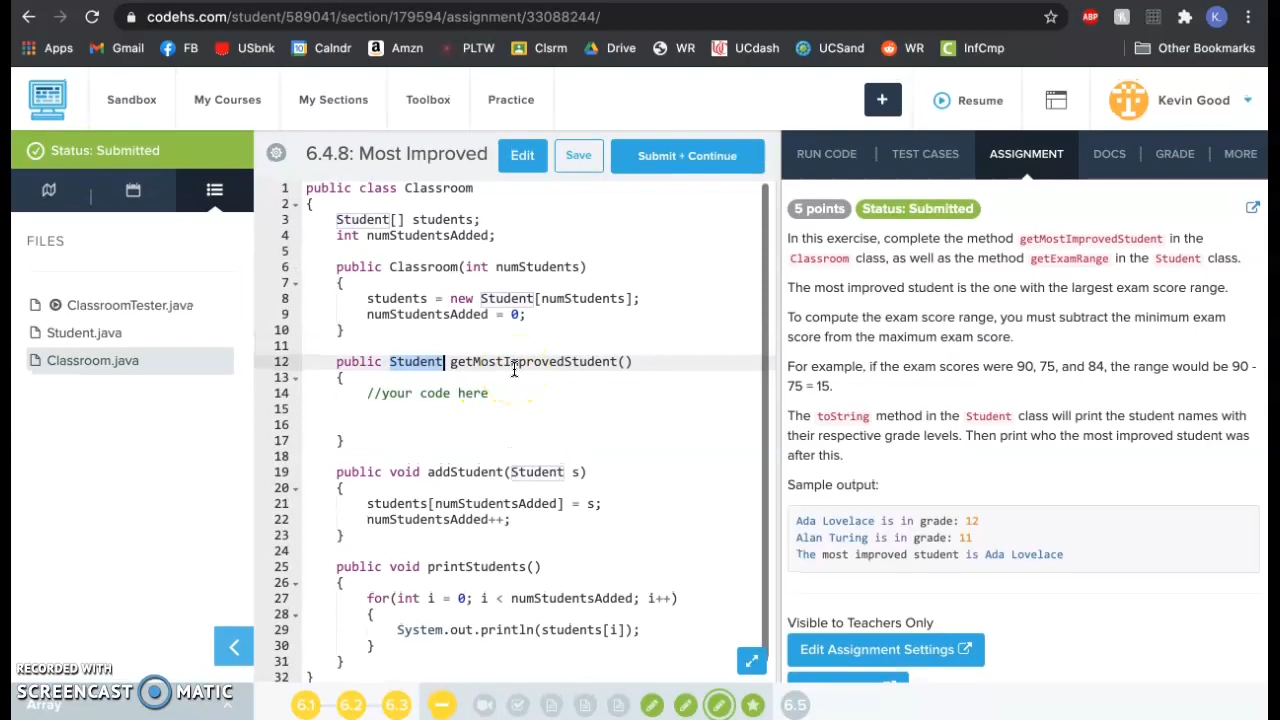 codehs.com/student/589041/section/179594/assignment/33088244/
ABP
K.
Apps Gmail FB USbnk Calndr Amzn PLTW Clsrm Drive WR UCdash UCSand WR InfCmp Other Bookmarks
Sandbox My Courses My Sections Toolbox Practice + Resume Kevin Good
Status: Submitted
6.4.8: Most Improved Edit Save Submit + Continue
RUN CODE TEST CASES ASSIGNMENT DOCS GRADE MORE
FILES
ClassroomTester.java
Student.java
Classroom.java
1 public class Classroom
2 {
3 Student[] students;
4 int numStudentsAdded;
5
6 public Classroom(int numStudents)
7 {
8 students = new Student[numStudents];
9 numStudentsAdded = 0;
10 }
11
12 public Student getMostImprovedStudent()
13 {
14 //your code here
15
16
17 }
18
19 public void addStudent(Student s)
20 {
21 students[numStudentsAdded] = s;
22 numStudentsAdded++;
23 }
24
25 public void printStudents()
26 {
27 for(int i = 0; i < numStudentsAdded; i++)
28 {
29 System.out.println(students[i]);
30 }
31 }
32 }
5 points Status: Submitted
In this exercise, complete the method getMostImprovedStudent in the
Classroom class, as well as the method getExamRange in the Student class.
The most improved student is the one with the largest exam score range.
To compute the exam score range, you must subtract the minimum exam
score from the maximum exam score.
For example, if the exam scores were 90, 75, and 84, the range would be 90 -
75 = 15.
The toString method in the Student class will print the student names with
their respective grade levels. Then print who the most improved student was
after this.
Sample output:
Ada Lovelace is in grade: 12
Alan Turing is in grade: 11
The most improved student is Ada Lovelace
Visible to Teachers Only
Edit Assignment Settings
RECORDED WITH
SCREENCAST MATIC
Array
6.1 6.2 6.3 6.5